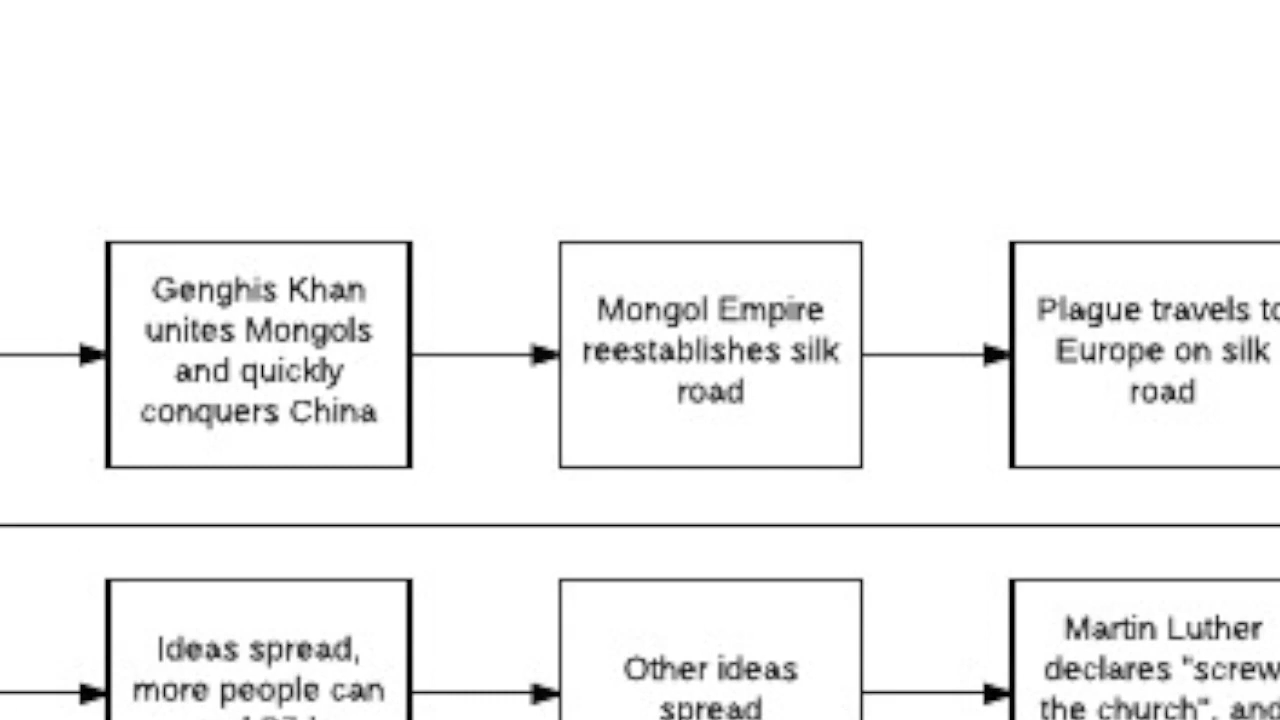 Genghis Khan
unites Mongols
and quickly
conquers China
Mongol Empire
reestablishes silk
road
Plague travels to
Europe on silk
road
Ideas spread,
more people can
Other ideas
spread
Martin Luther
declares "screw
the church", and